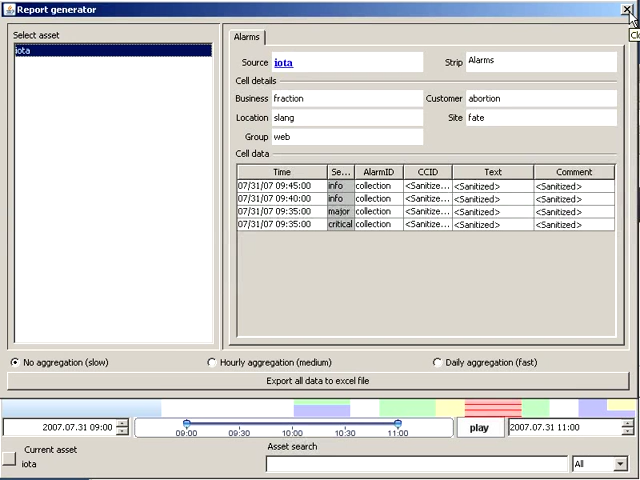 Report generator
Select asset
iota
Alarms
Source iota Strip Alarms
Cell details
Business fraction Customer abortion
Location slang Site fate
Group web
Cell data
Time Se... AlarmID CCID Text Comment
07/31/07 09:45:00 info collection <Sanitize... <Sanitized> <Sanitized>
07/31/07 09:40:00 info collection <Sanitize... <Sanitized> <Sanitized>
07/31/07 09:35:00 major collection <Sanitize... <Sanitized> <Sanitized>
07/31/07 09:35:00 critical collection <Sanitize... <Sanitized> <Sanitized>
No aggregation (slow) Hourly aggregation (medium) Daily aggregation (fast)
Export all data to excel file
2007.07.31 09:00 09:00 09:30 10:00 10:30 11:00 play 2007.07.31 11:00
Current asset
iota
Asset search
All